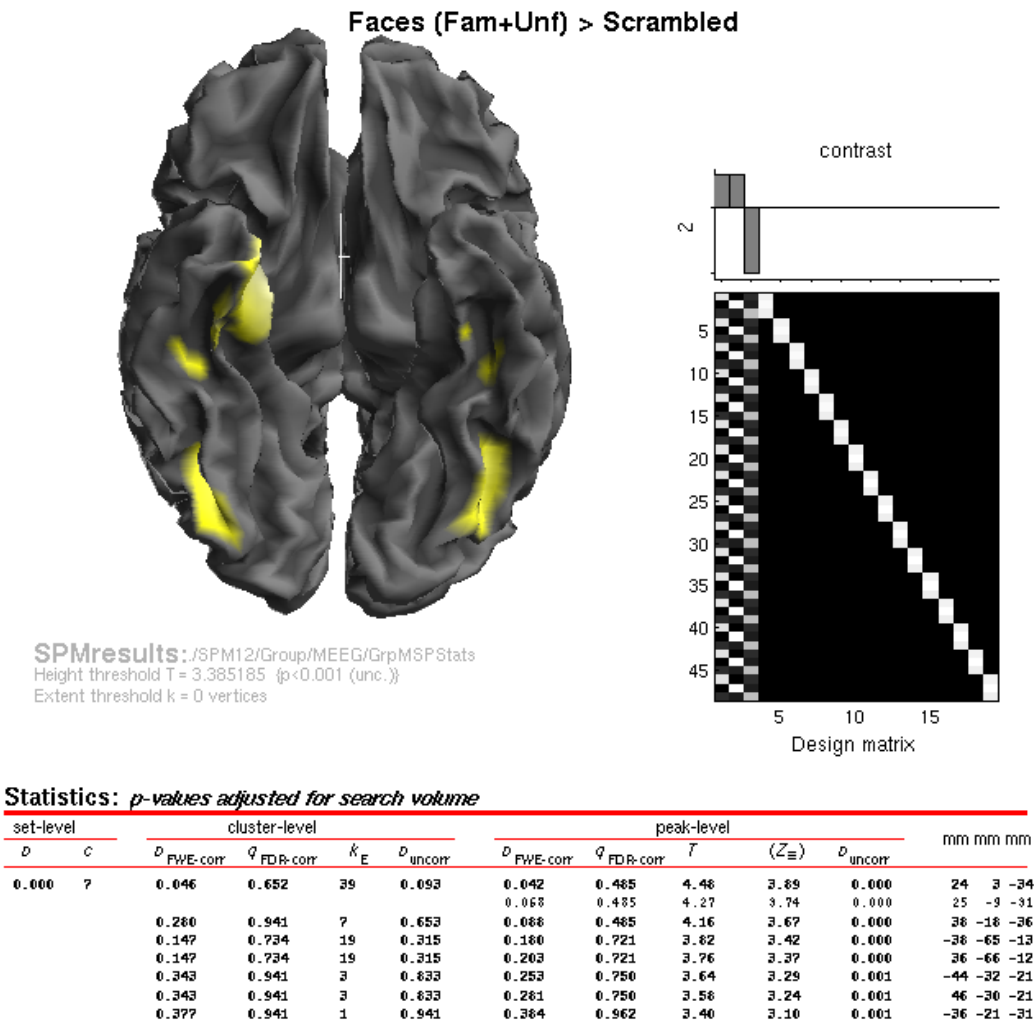 Faces (Fam+Unf) > Scrambled
contrast
2
5
10
15
20
25
30
35
40
45
5 10 15
Design matrix
SPMresults: ./SPM12/Group/MEEG/GrpMSPStats
Height threshold T = 3.385185 {p<0.001 (unc.)}
Extent threshold k = 0 vertices
Statistics: p-values adjusted for search volume
set-level cluster-level peak-level mm mm mm
p c p FWE-corr q FDR-corr k E p uncorr p FWE-corr q FDR-corr T (Z≡) p uncorr
0.000 7 0.046 0.652 39 0.093 0.042 0.485 4.48 3.89 0.000 24 3 -34
0.068 0.485 4.27 3.74 0.000 25 -9 -31
0.280 0.941 7 0.653 0.088 0.485 4.16 3.67 0.000 38 -18 -36
0.147 0.734 19 0.315 0.180 0.721 3.82 3.42 0.000 -38 -65 -13
0.147 0.734 19 0.315 0.203 0.721 3.76 3.37 0.000 36 -66 -12
0.343 0.941 3 0.833 0.253 0.750 3.64 3.29 0.001 -44 -32 -21
0.343 0.941 3 0.833 0.281 0.750 3.58 3.24 0.001 46 -30 -21
0.377 0.941 1 0.941 0.384 0.962 3.40 3.10 0.001 -36 -21 -31